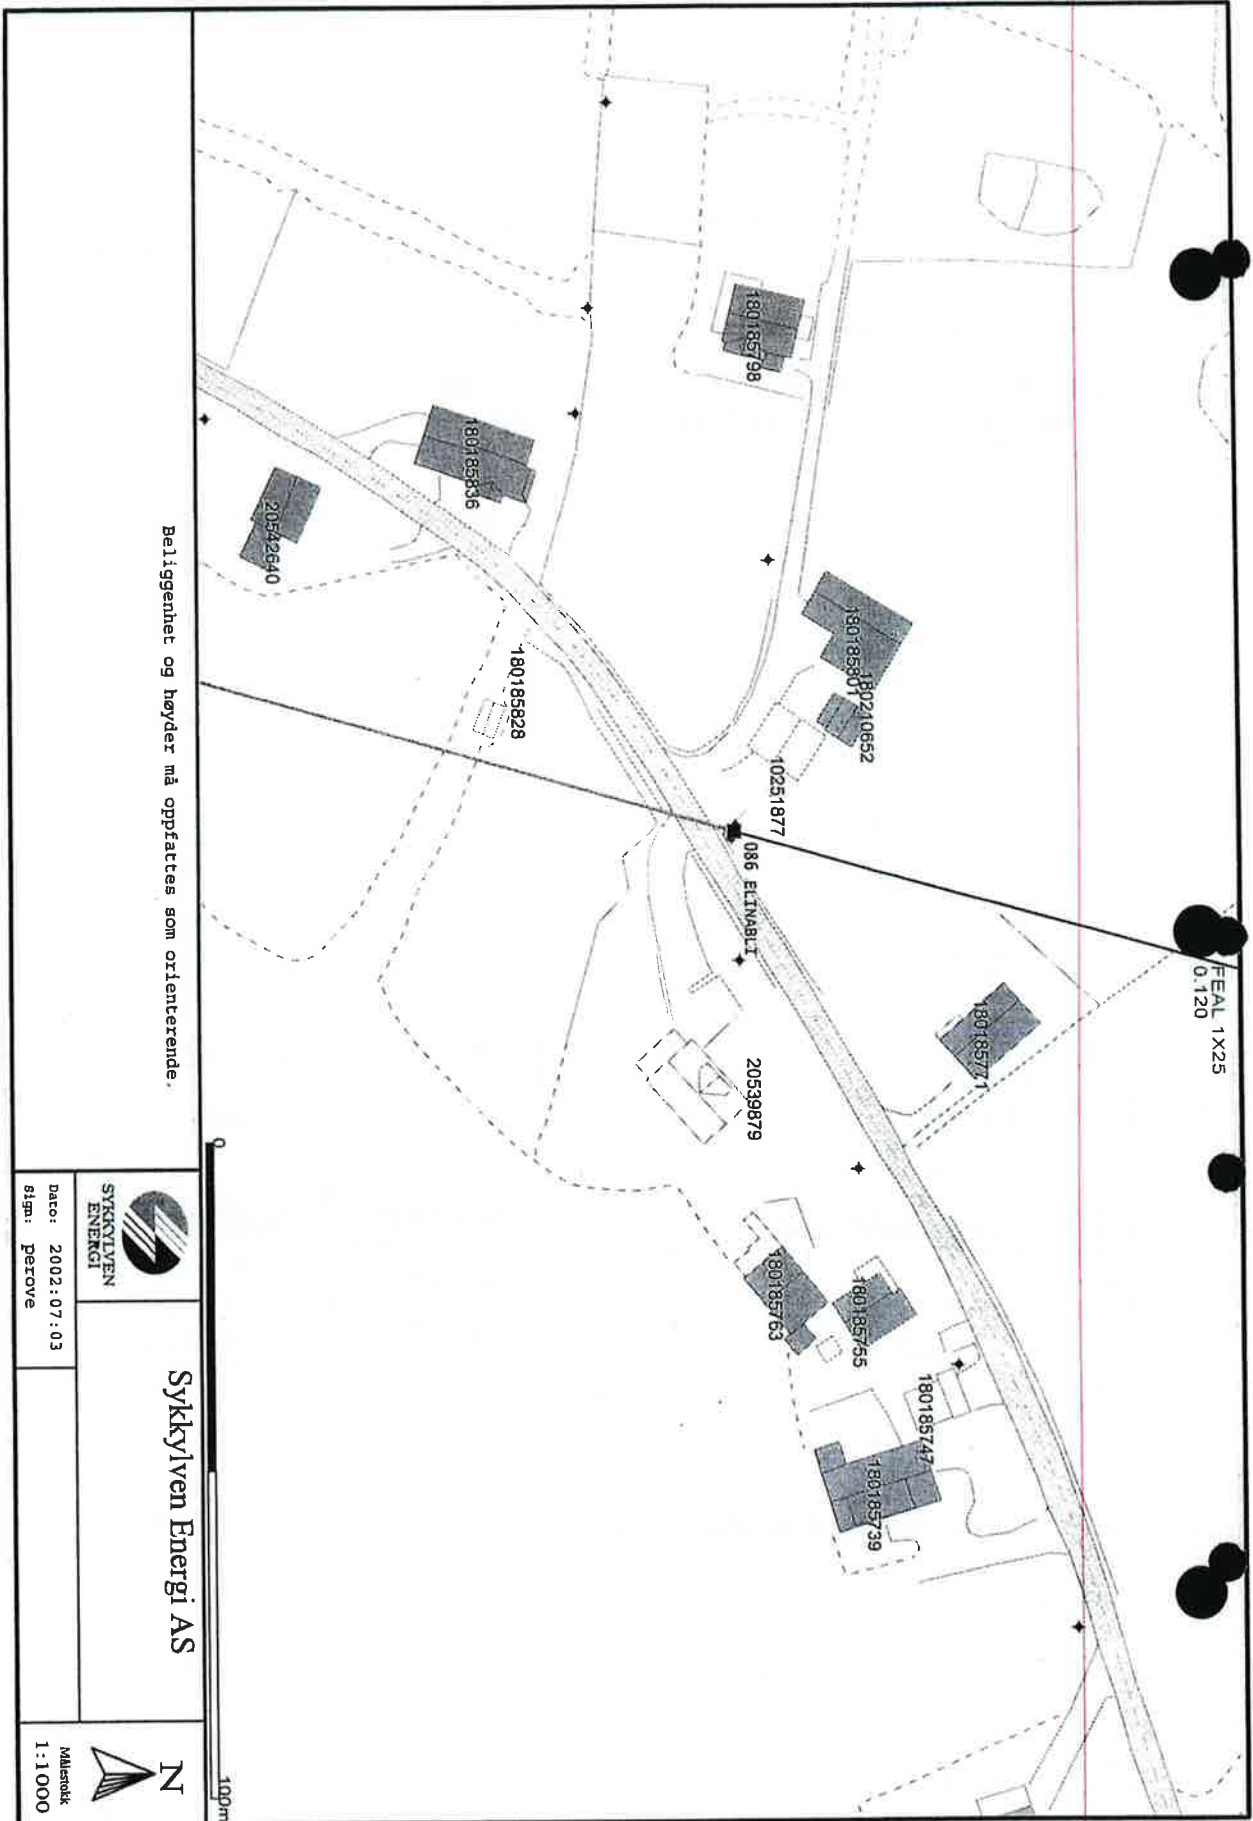 FEAL 1X25
0.120
180185771
180210652
180185801
10251877
086 ELINABLI
180185798
20539879
180185747
180185755
180185739
180185763
180185828
180185836
20542640
0
100m
Beliggenhet og høyder må oppfattes som orienterende.
SYKKYLVEN
ENERGI
Sykkylven Energi AS
N
Dato: 2002:07:03
Sign: perove
Målestokk
1:1000